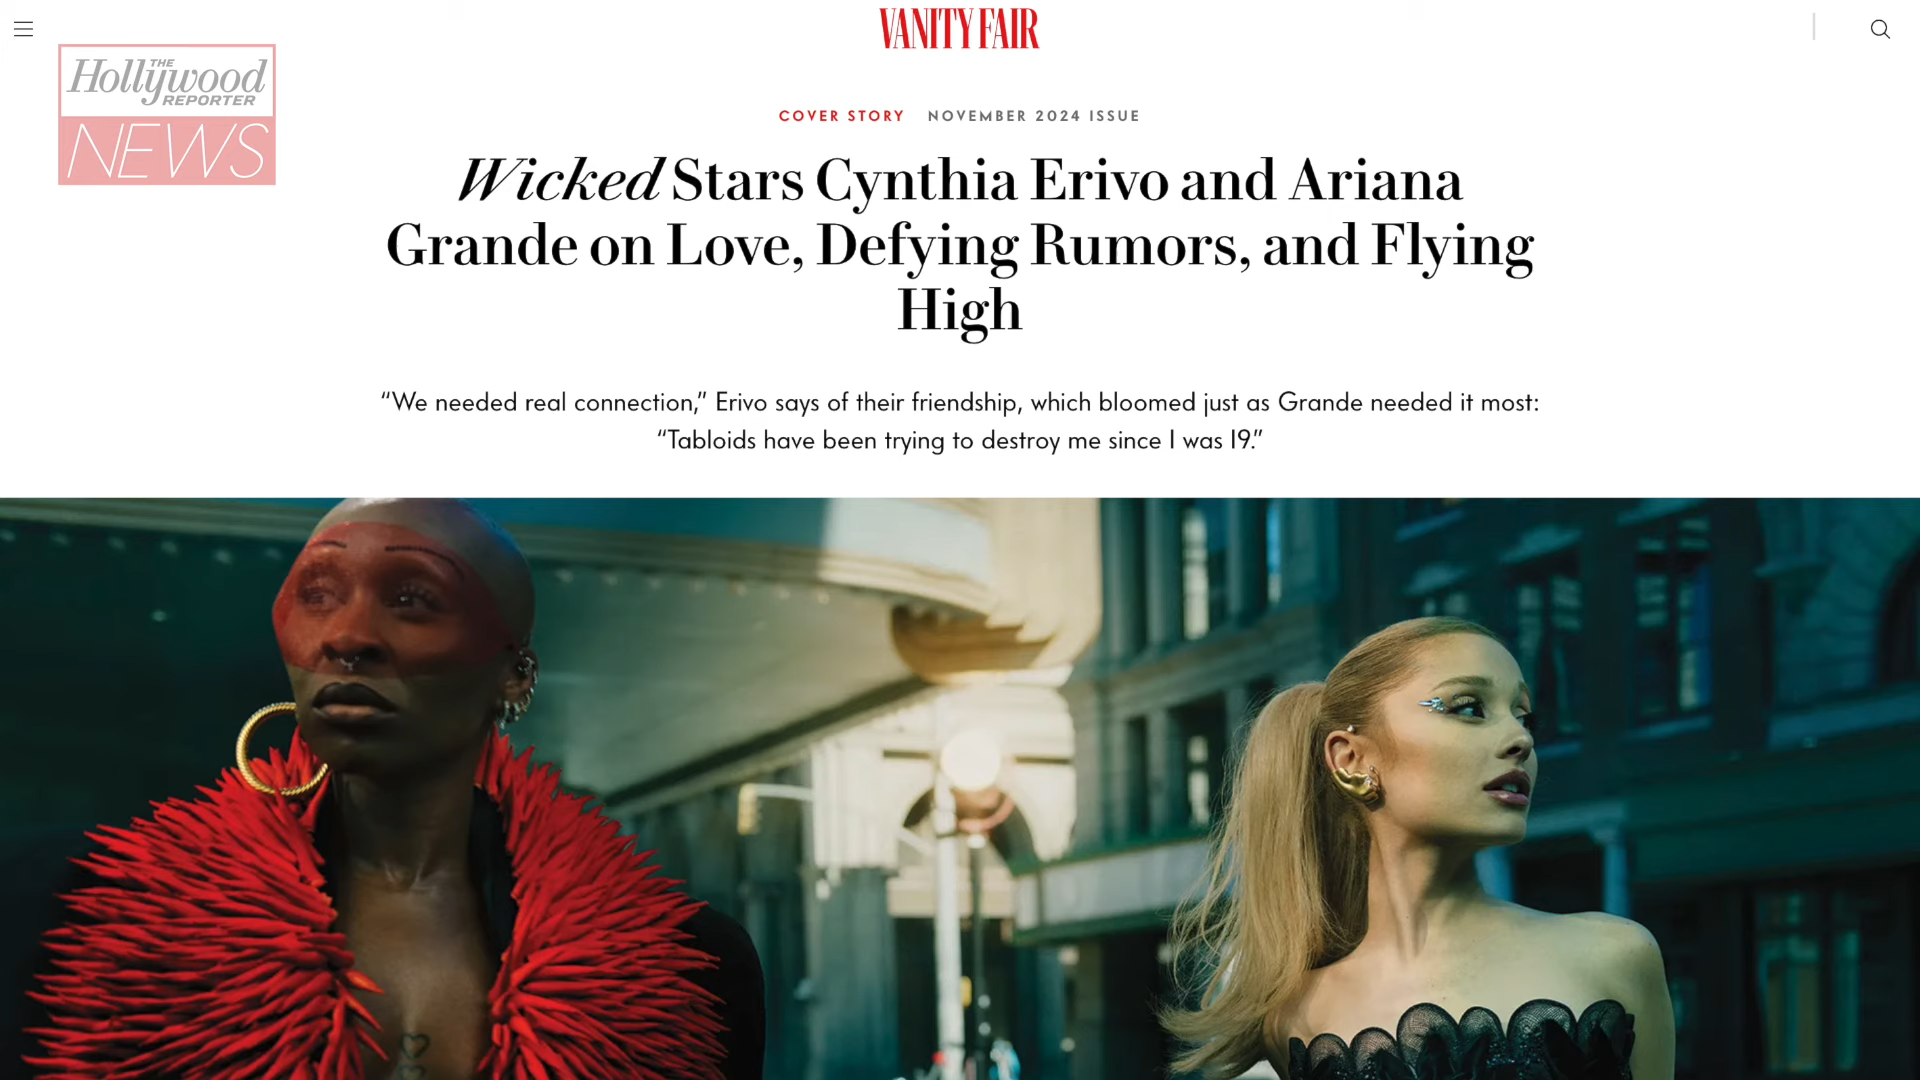 VANITY FAIR
THE
Hollywood
REPORTER
NEWS
COVER STORY NOVEMBER 2024 ISSUE
Wicked Stars Cynthia Erivo and Ariana
Grande on Love, Defying Rumors, and Flying
High
“We needed real connection,” Erivo says of their friendship, which bloomed just as Grande needed it most:
“Tabloids have been trying to destroy me since I was 19.”